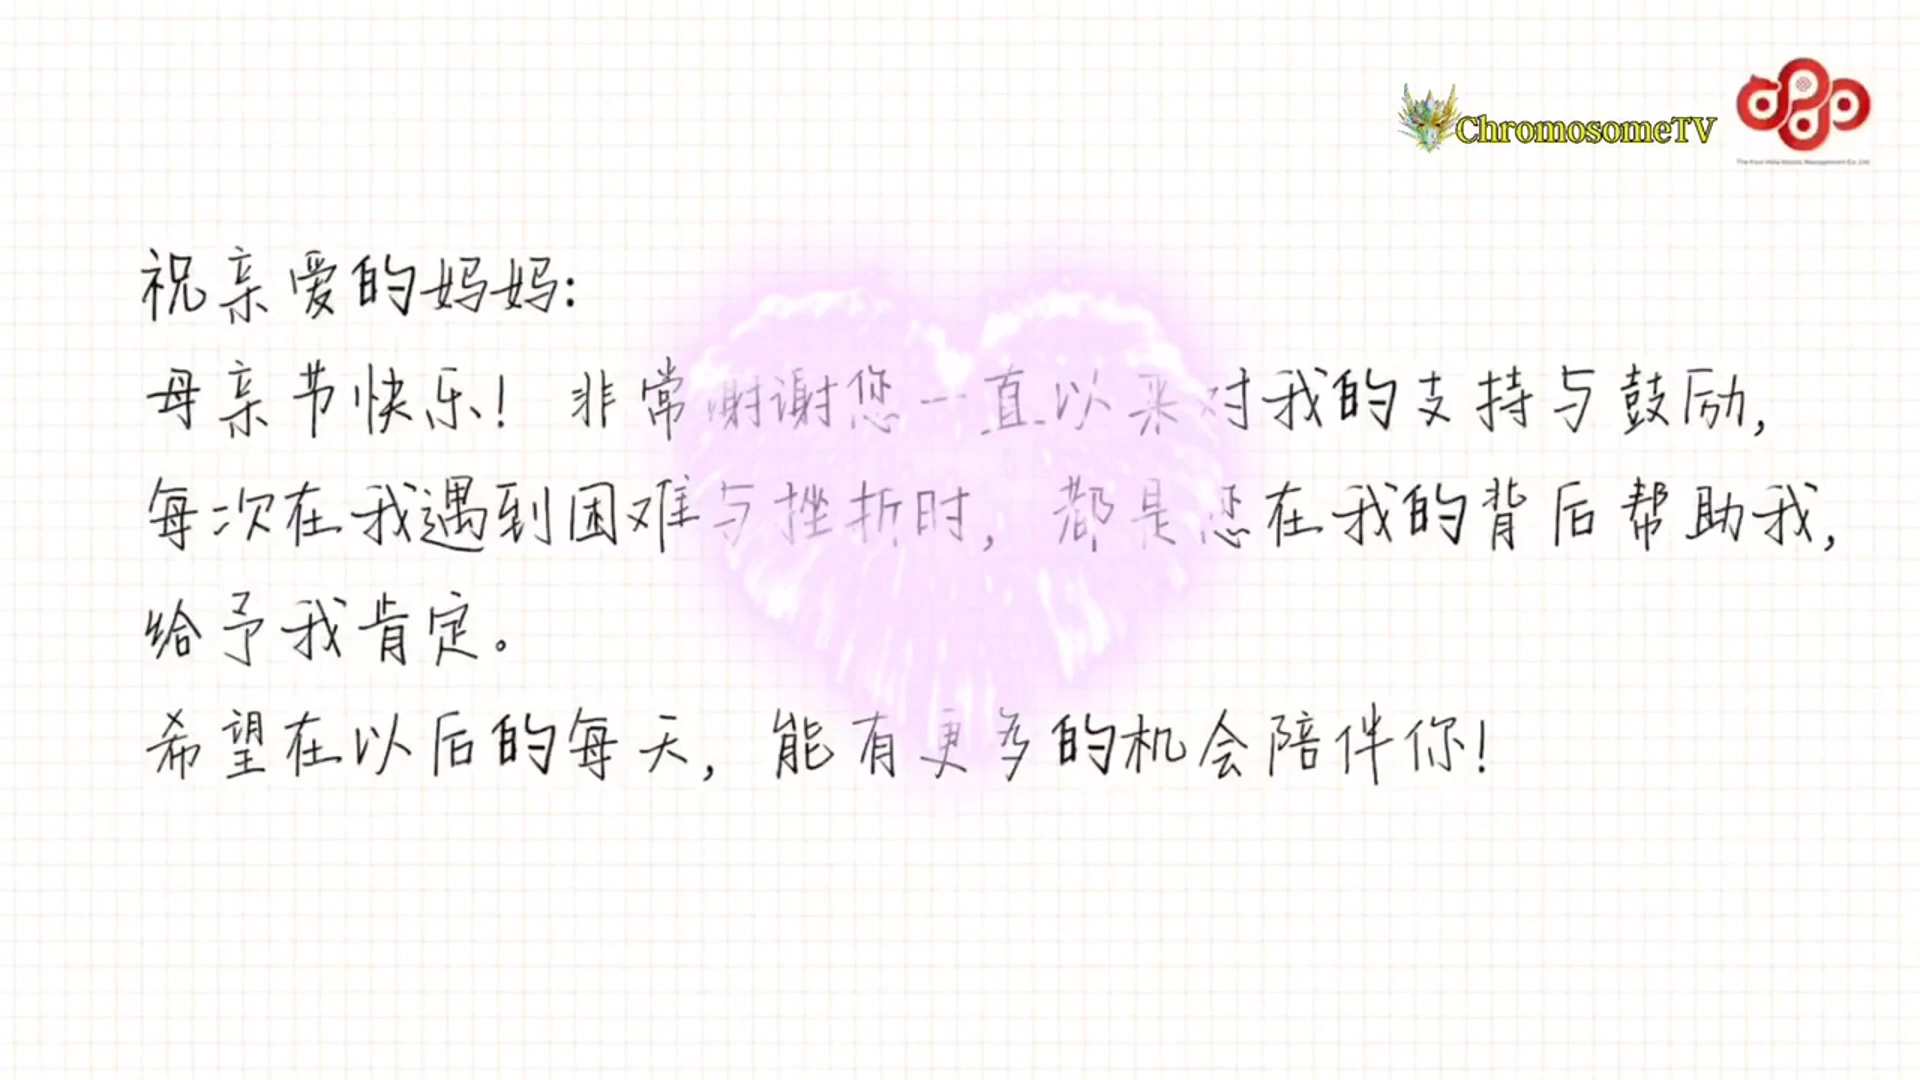 ChromosomeTV
祝亲爱的妈妈:
母亲节快乐! 非常谢谢您一直以来对我的支持与鼓励,
每次在我遇到困难与挫折时, 都是您在我的背后帮助我,
给予我肯定。
希望在以后的每天, 能有更多的机会陪伴你!